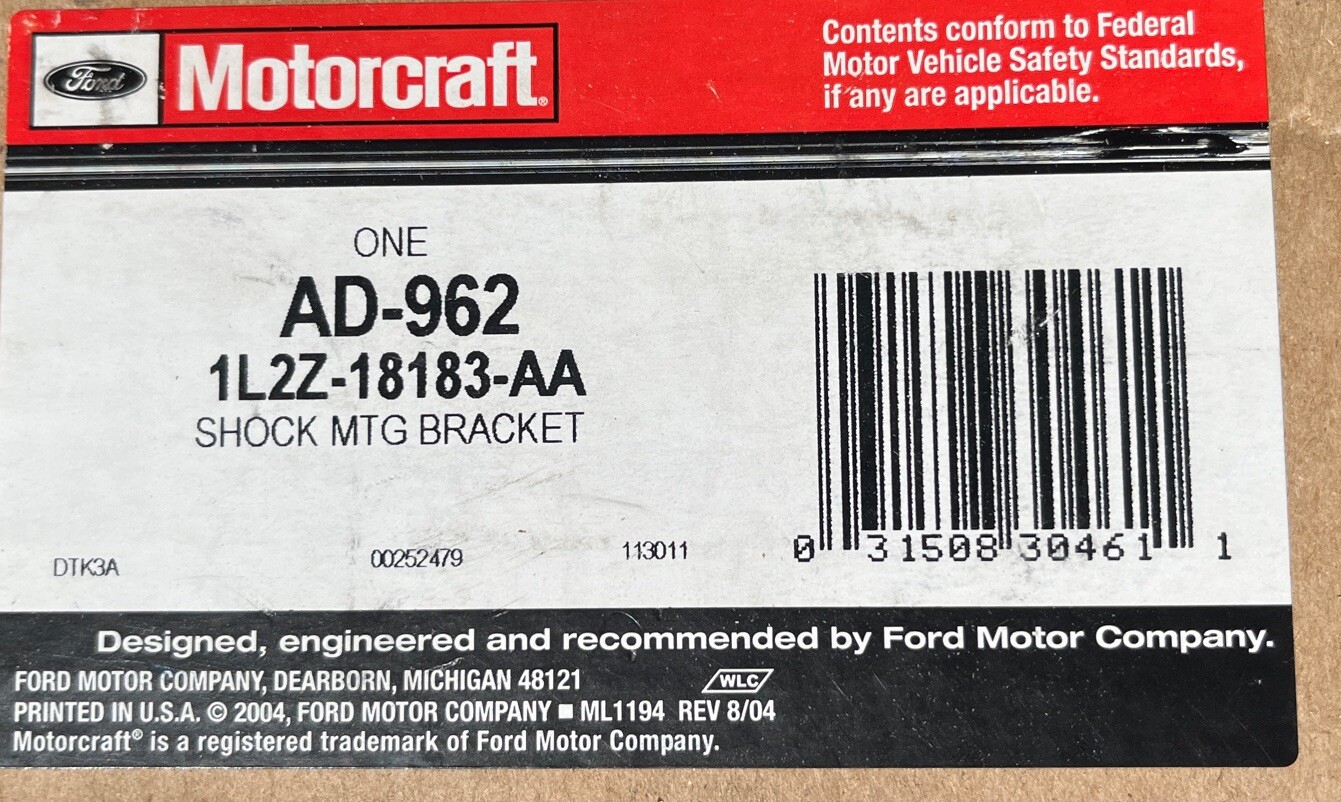 Ford
Motorcraft®
Contents conform to Federal
Motor Vehicle Safety Standards,
if any are applicable.
ONE
AD-962
1L2Z-18183-AA
SHOCK MTG BRACKET
DTK3A
00252479
113011
0 31508 30461 1
Designed, engineered and recommended by Ford Motor Company.
FORD MOTOR COMPANY, DEARBORN, MICHIGAN 48121
WLC
PRINTED IN U.S.A. © 2004, FORD MOTOR COMPANY ■ ML1194 REV 8/04
Motorcraft® is a registered trademark of Ford Motor Company.